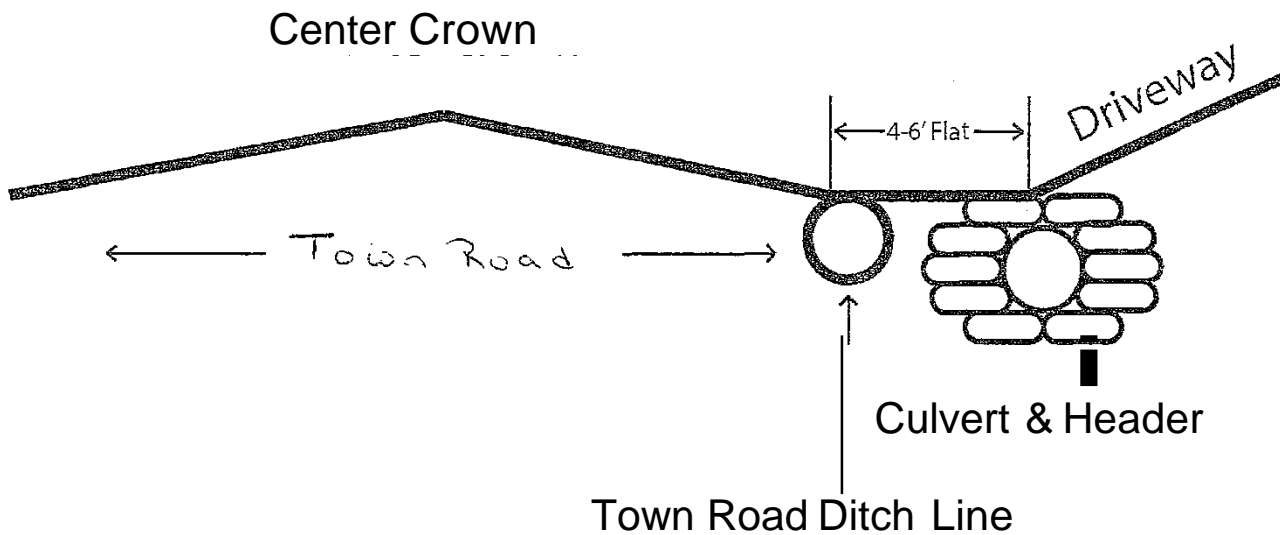 Center Crown
Driveway
4-6' Flat
Town Road
Culvert & Header
Town Road Ditch Line